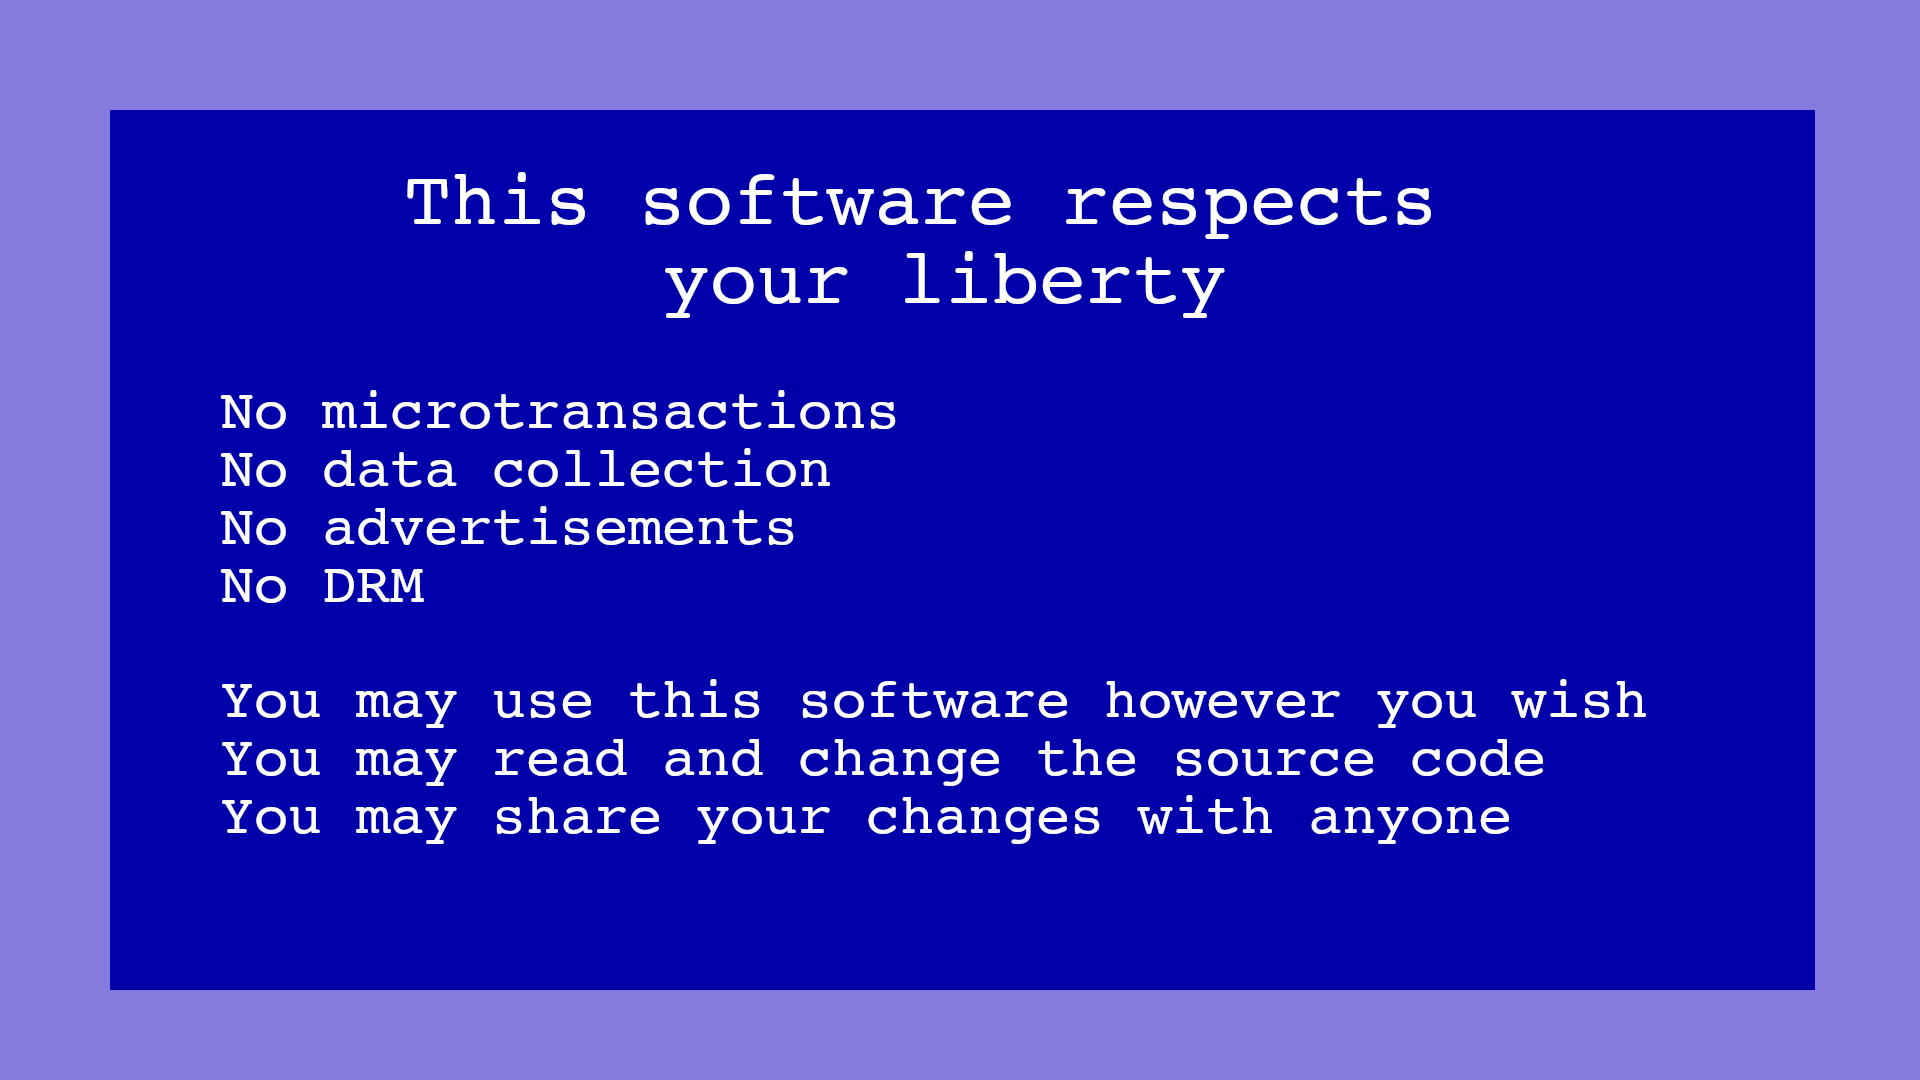 This software respects
your liberty
No microtransactions
No data collection
No advertisements
No DRM
You may use this software however you wish
You may read and change the source code
You may share your changes with anyone